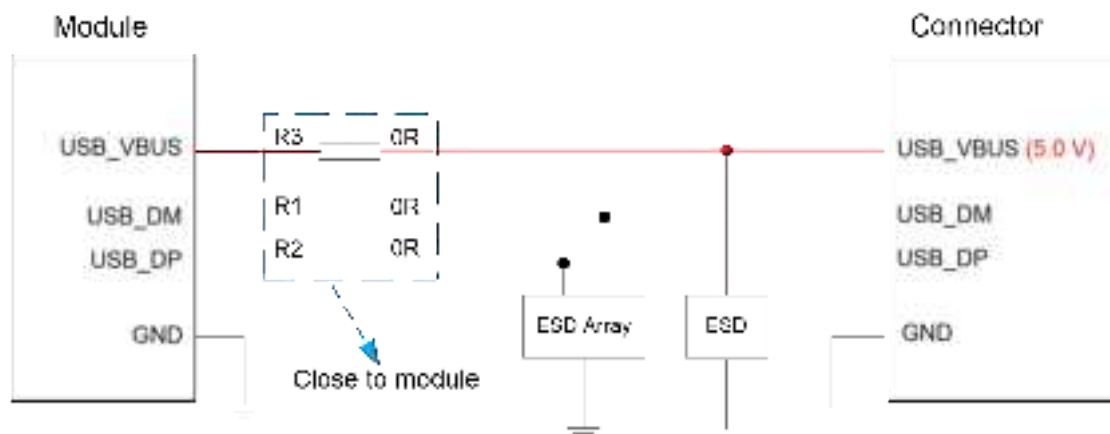 Module
Connector
R3 0R
USB_VBUS
USB_VBUS (5.0 V)
R1 0R
USB_DM
USB_DM
R2 0R
USB_DP
USB_DP
ESD Array
ESD
GND
GND
Close to module